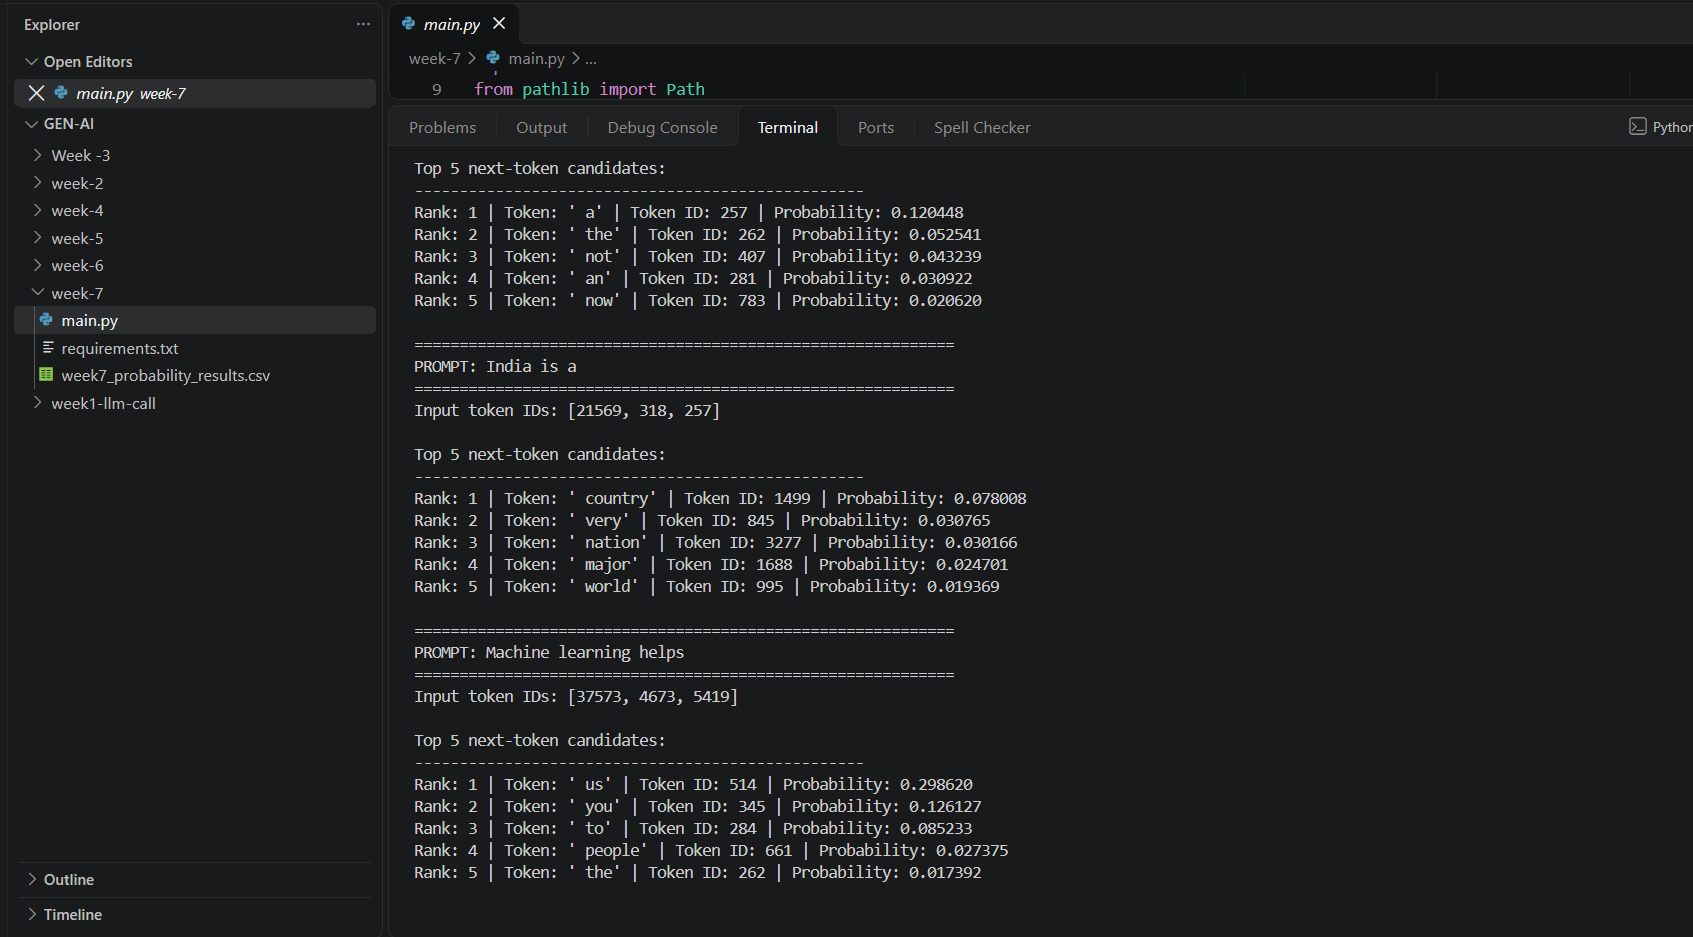 Explorer
···
Open Editors
main.py week-7
GEN-AI
Week -3
week-2
week-4
week-5
week-6
week-7
main.py
requirements.txt
week7_probability_results.csv
week1-llm-call
Outline
Timeline
main.py
week-7 > main.py > ...
9 from pathlib import Path
Problems Output Debug Console Terminal Ports Spell Checker
Top 5 next-token candidates:
--------------------------------------------------
Rank: 1 | Token: ' a' | Token ID: 257 | Probability: 0.120448
Rank: 2 | Token: ' the' | Token ID: 262 | Probability: 0.052541
Rank: 3 | Token: ' not' | Token ID: 407 | Probability: 0.043239
Rank: 4 | Token: ' an' | Token ID: 281 | Probability: 0.030922
Rank: 5 | Token: ' now' | Token ID: 783 | Probability: 0.020620
============================================================
PROMPT: India is a
============================================================
Input token IDs: [21569, 318, 257]
Top 5 next-token candidates:
--------------------------------------------------
Rank: 1 | Token: ' country' | Token ID: 1499 | Probability: 0.078008
Rank: 2 | Token: ' very' | Token ID: 845 | Probability: 0.030765
Rank: 3 | Token: ' nation' | Token ID: 3277 | Probability: 0.030166
Rank: 4 | Token: ' major' | Token ID: 1688 | Probability: 0.024701
Rank: 5 | Token: ' world' | Token ID: 995 | Probability: 0.019369
============================================================
PROMPT: Machine learning helps
============================================================
Input token IDs: [37573, 4673, 5419]
Top 5 next-token candidates:
--------------------------------------------------
Rank: 1 | Token: ' us' | Token ID: 514 | Probability: 0.298620
Rank: 2 | Token: ' you' | Token ID: 345 | Probability: 0.126127
Rank: 3 | Token: ' to' | Token ID: 284 | Probability: 0.085233
Rank: 4 | Token: ' people' | Token ID: 661 | Probability: 0.027375
Rank: 5 | Token: ' the' | Token ID: 262 | Probability: 0.017392